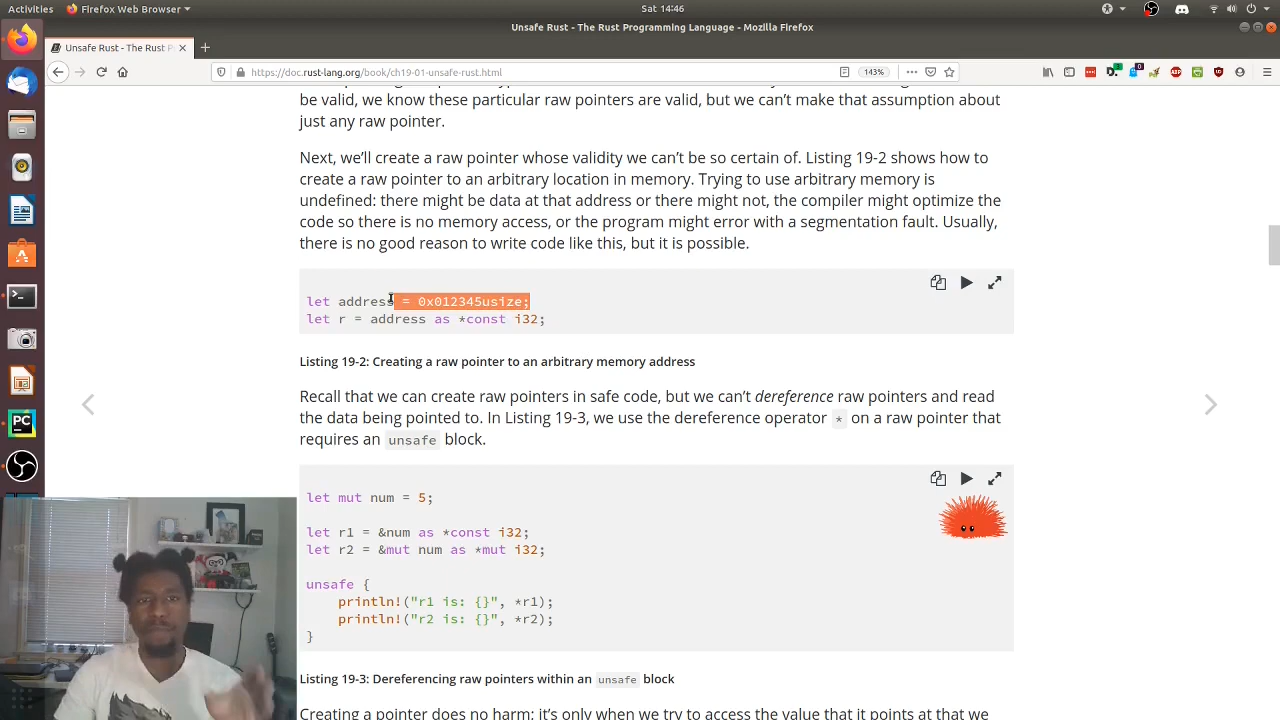 Activities
Firefox Web Browser
Sat 14:46
Unsafe Rust - The Rust Programming Language - Mozilla Firefox
Unsafe Rust - The Rust P
https://doc.rust-lang.org/book/ch19-01-unsafe-rust.html
143%
be valid, we know these particular raw pointers are valid, but we can’t make that assumption about
just any raw pointer.
Next, we’ll create a raw pointer whose validity we can’t be so certain of. Listing 19-2 shows how to
create a raw pointer to an arbitrary location in memory. Trying to use arbitrary memory is
undefined: there might be data at that address or there might not, the compiler might optimize the
code so there is no memory access, or the program might error with a segmentation fault. Usually,
there is no good reason to write code like this, but it is possible.
let address = 0x012345usize;
let r = address as *const i32;
Listing 19-2: Creating a raw pointer to an arbitrary memory address
Recall that we can create raw pointers in safe code, but we can’t dereference raw pointers and read
the data being pointed to. In Listing 19-3, we use the dereference operator * on a raw pointer that
requires an unsafe block.
let mut num = 5;
let r1 = &num as *const i32;
let r2 = &mut num as *mut i32;
unsafe {
println!("r1 is: {}", *r1);
println!("r2 is: {}", *r2);
}
Listing 19-3: Dereferencing raw pointers within an unsafe block
Creating a pointer does no harm; it’s only when we try to access the value that it points at that we